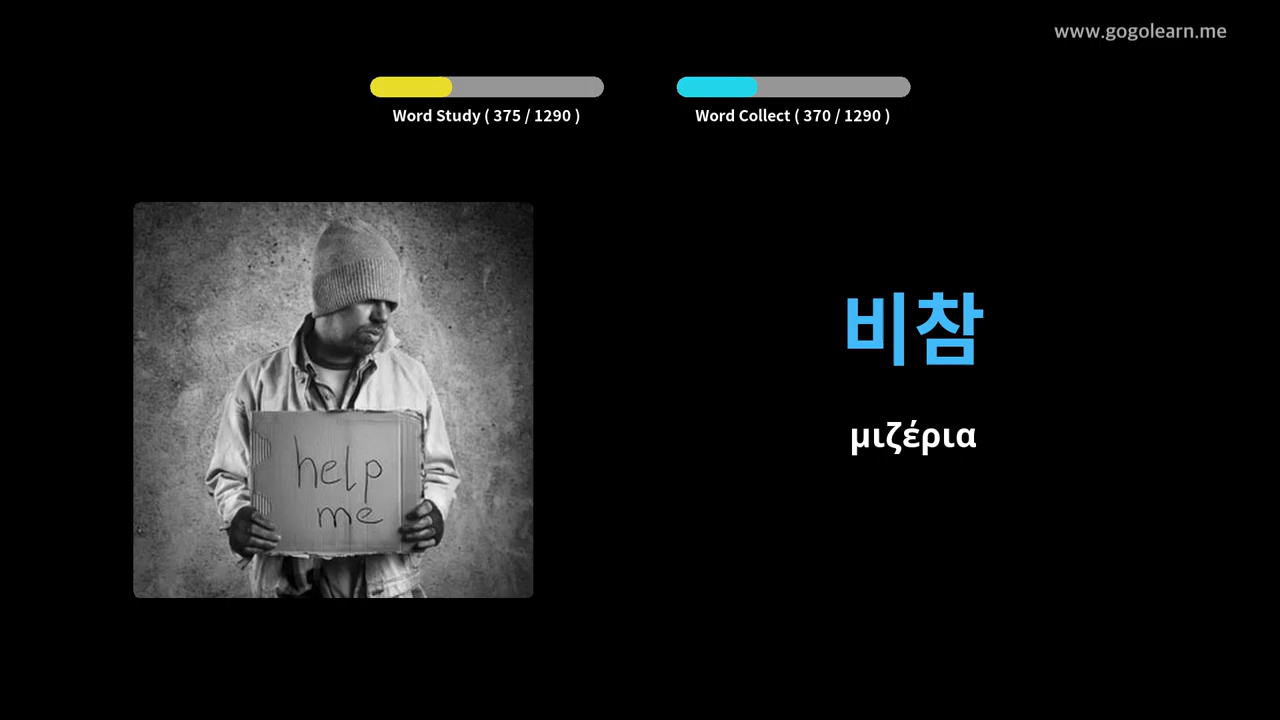 www.gogolearn.me
Word Study ( 375 / 1290 )
Word Collect ( 370 / 1290 )
help
me
비참
μιζέρια